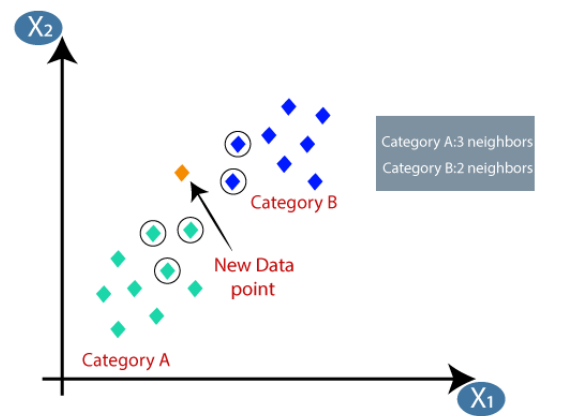 X2
Category A:3 neighbors
Category B:2 neighbors
Category B
New Data
point
Category A
X1